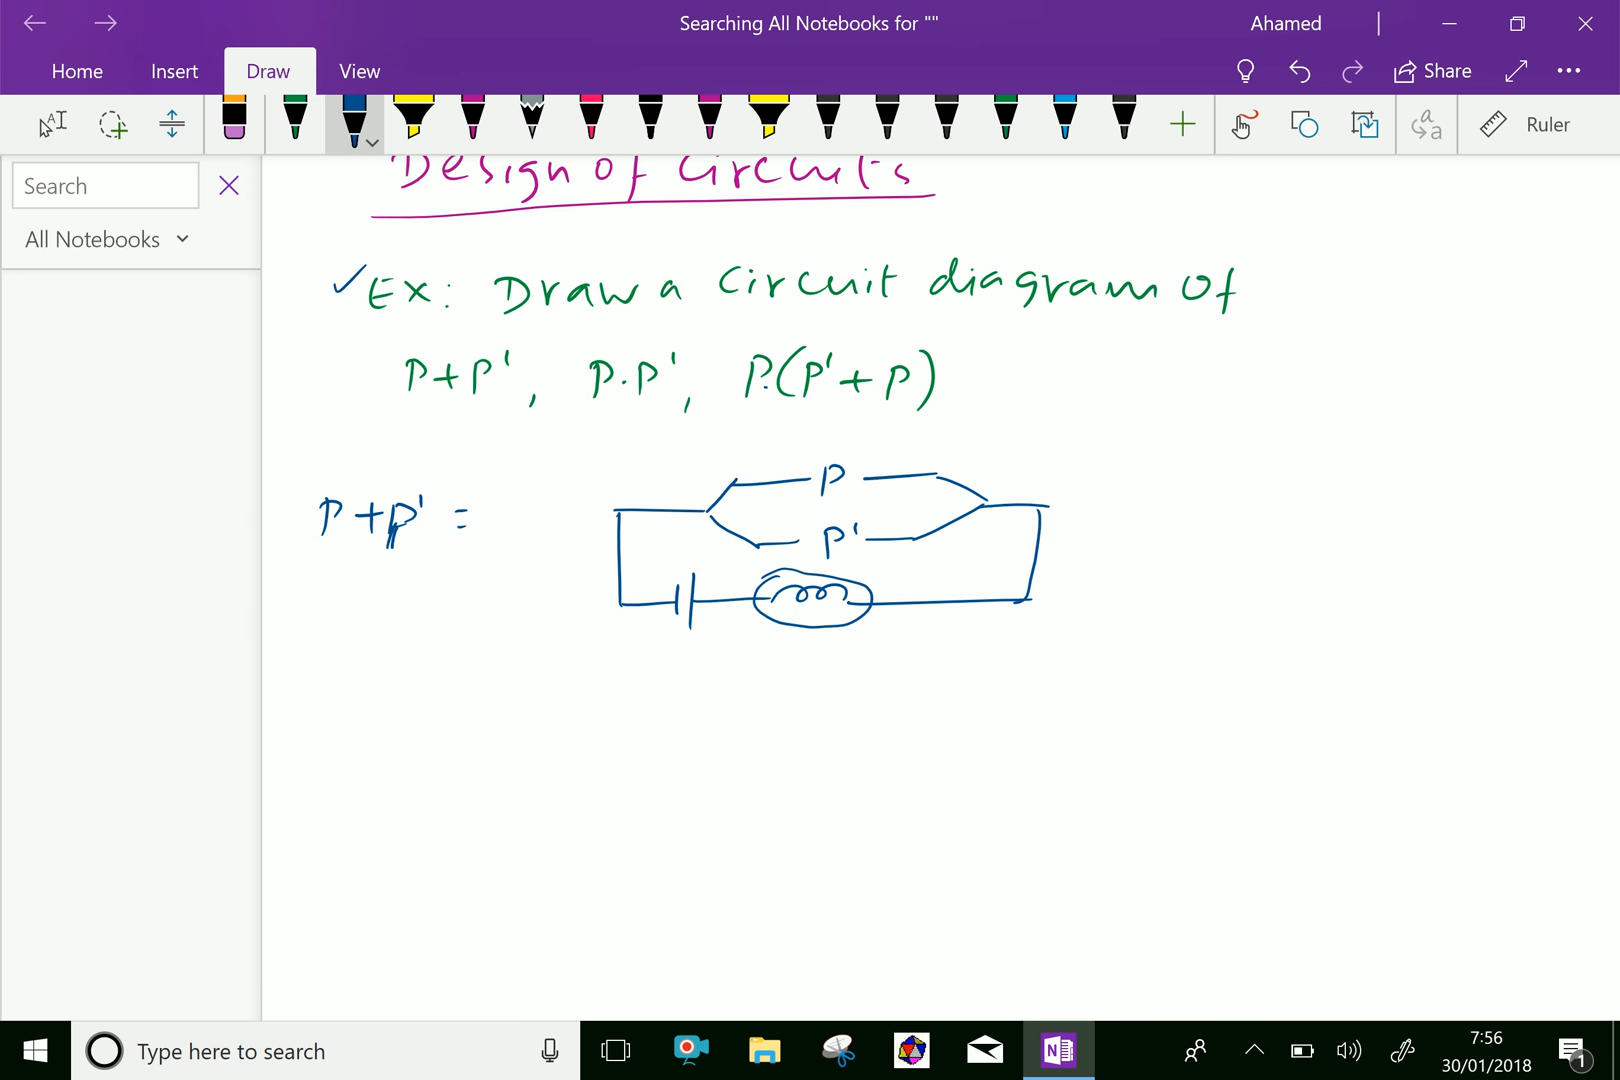 Searching All Notebooks for ""
Ahamed
Home Insert Draw View
Share
Ruler
Search
All Notebooks
Design of Circuits
✓Ex: Draw a circuit diagram of
P+P', P.P', P.(P'+P)
P+P' =
P
P'
Type here to search
N
7:56
30/01/2018
1